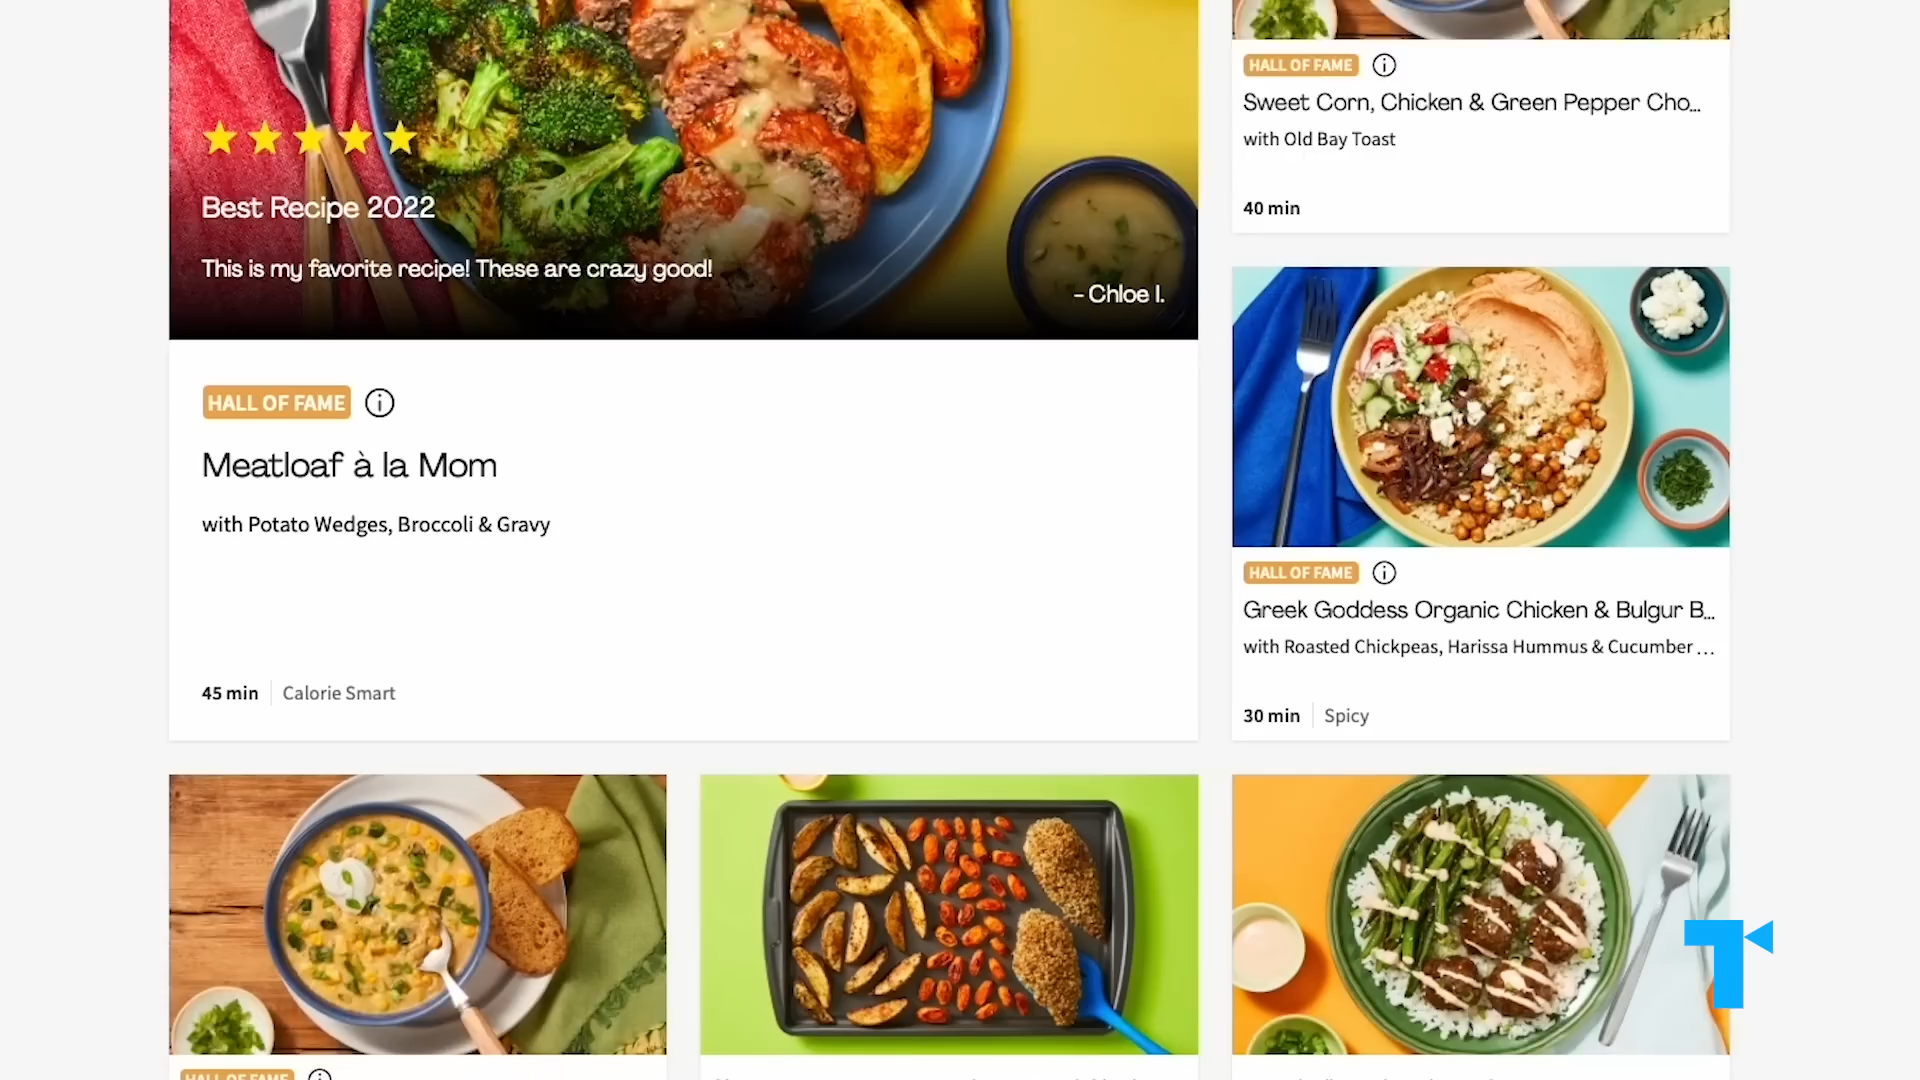 Best Recipe 2022
This is my favorite recipe! These are crazy good!
- Chloe I.
HALL OF FAME
Meatloaf à la Mom
with Potato Wedges, Broccoli & Gravy
45 min
Calorie Smart
HALL OF FAME
Sweet Corn, Chicken & Green Pepper Cho...
with Old Bay Toast
40 min
HALL OF FAME
Greek Goddess Organic Chicken & Bulgur B...
with Roasted Chickpeas, Harissa Hummus & Cucumber ...
30 min
Spicy
HALL OF FAME